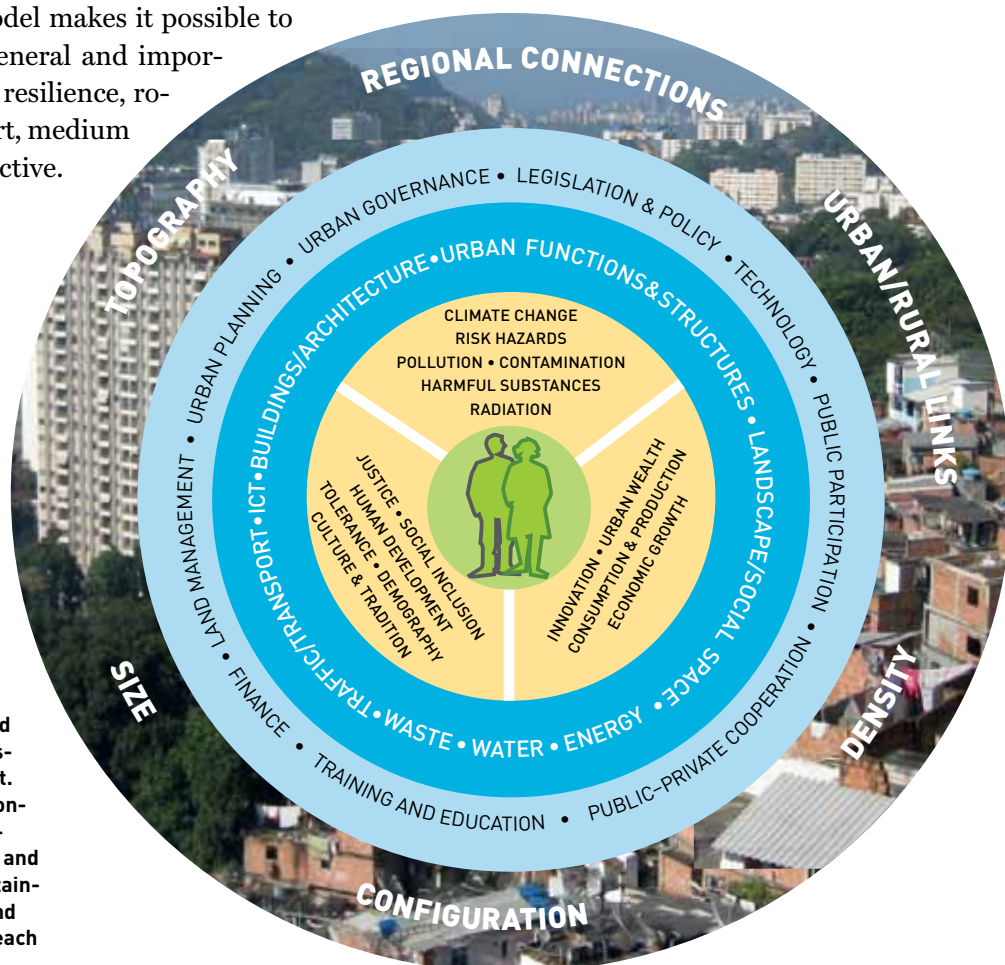 odel makes it possible to
eneral and impor-
resilience, ro-
rt, medium
ctive.
REGIONAL CONNECTIONS
TOPOGRAPHY
URBAN/RURAL LINKS
SIZE
DENSITY
CONFIGURATION
URBAN PLANNING • URBAN GOVERNANCE • LEGISLATION & POLICY • TECHNOLOGY • PUBLIC PARTICIPATION • PUBLIC–PRIVATE COOPERATION • TRAINING AND EDUCATION • FINANCE • LAND MANAGEMENT •
BUILDINGS/ARCHITECTURE • URBAN FUNCTIONS&STRUCTURES • LANDSCAPE/SOCIAL SPACE • ENERGY • WATER • WASTE • TRAFFIC/TRANSPORT • ICT •
CLIMATE CHANGE
RISK HAZARDS
POLLUTION • CONTAMINATION
HARMFUL SUBSTANCES
RADIATION
JUSTICE • SOCIAL INCLUSION
HUMAN DEVELOPMENT
TOLERANCE • DEMOGRAPHY
CULTURE & TRADITION
INNOVATION • URBAN WEALTH
CONSUMPTION & PRODUCTION
ECONOMIC GROWTH
d
s-
t.
on-
-
and
tain-
nd
each